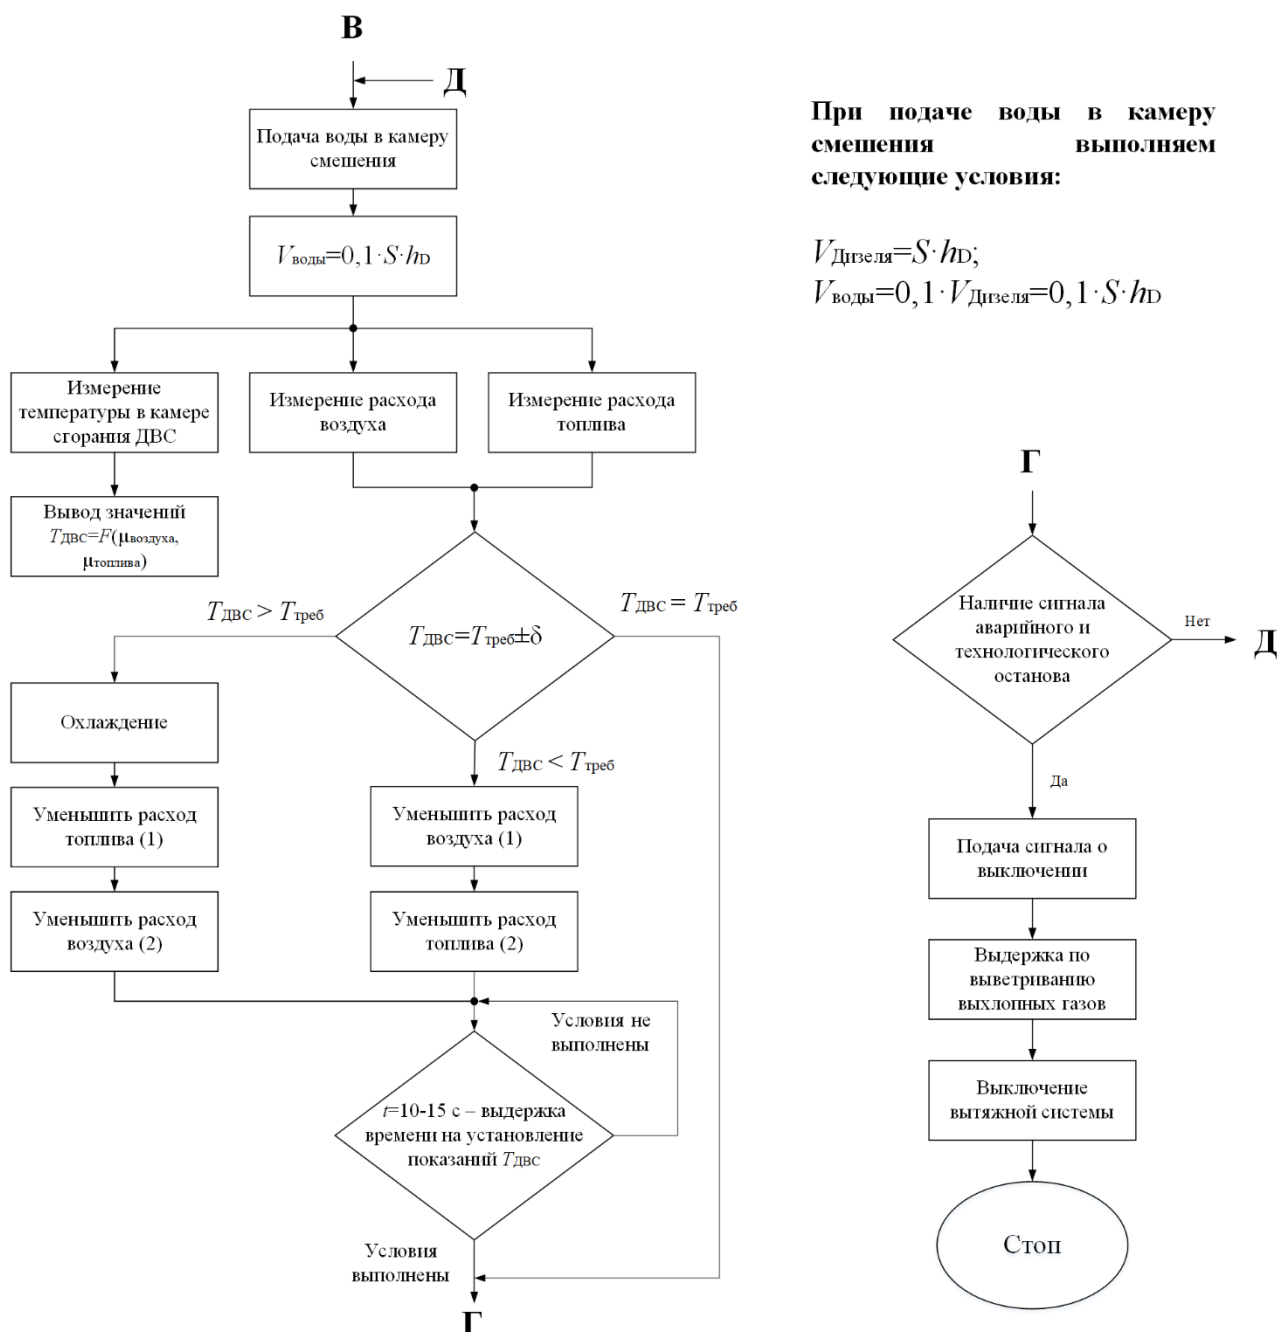 В
Д
Подача воды в камеру
смешения
Vводы=0,1·S·hD
Измерение
температуры в камере
сгорания ДВС
Измерение расхода
воздуха
Измерение расхода
топлива
Вывод значений
TДВС=F(μвоздуха,
μтоплива)
TДВС > Tтреб
TДВС = Tтреб
TДВС=Tтреб±δ
TДВС < Tтреб
Охлаждение
Уменьшить расход
топлива (1)
Уменьшить расход
воздуха (2)
Уменьшить расход
воздуха (1)
Уменьшить расход
топлива (2)
Условия не
выполнены
t=10-15 с – выдержка
времени на установление
показаний TДВС
Условия
выполнены
Г
При подаче воды в камеру
смешения выполняем
следующие условия:
VДизеля=S·hD;
Vводы=0,1·VДизеля=0,1·S·hD
Г
Наличие сигнала
аварийного и
технологического
останова
Нет
Д
Да
Подача сигнала о
выключении
Выдержка по
выветриванию
выхлопных газов
Выключение
вытяжной системы
Стоп